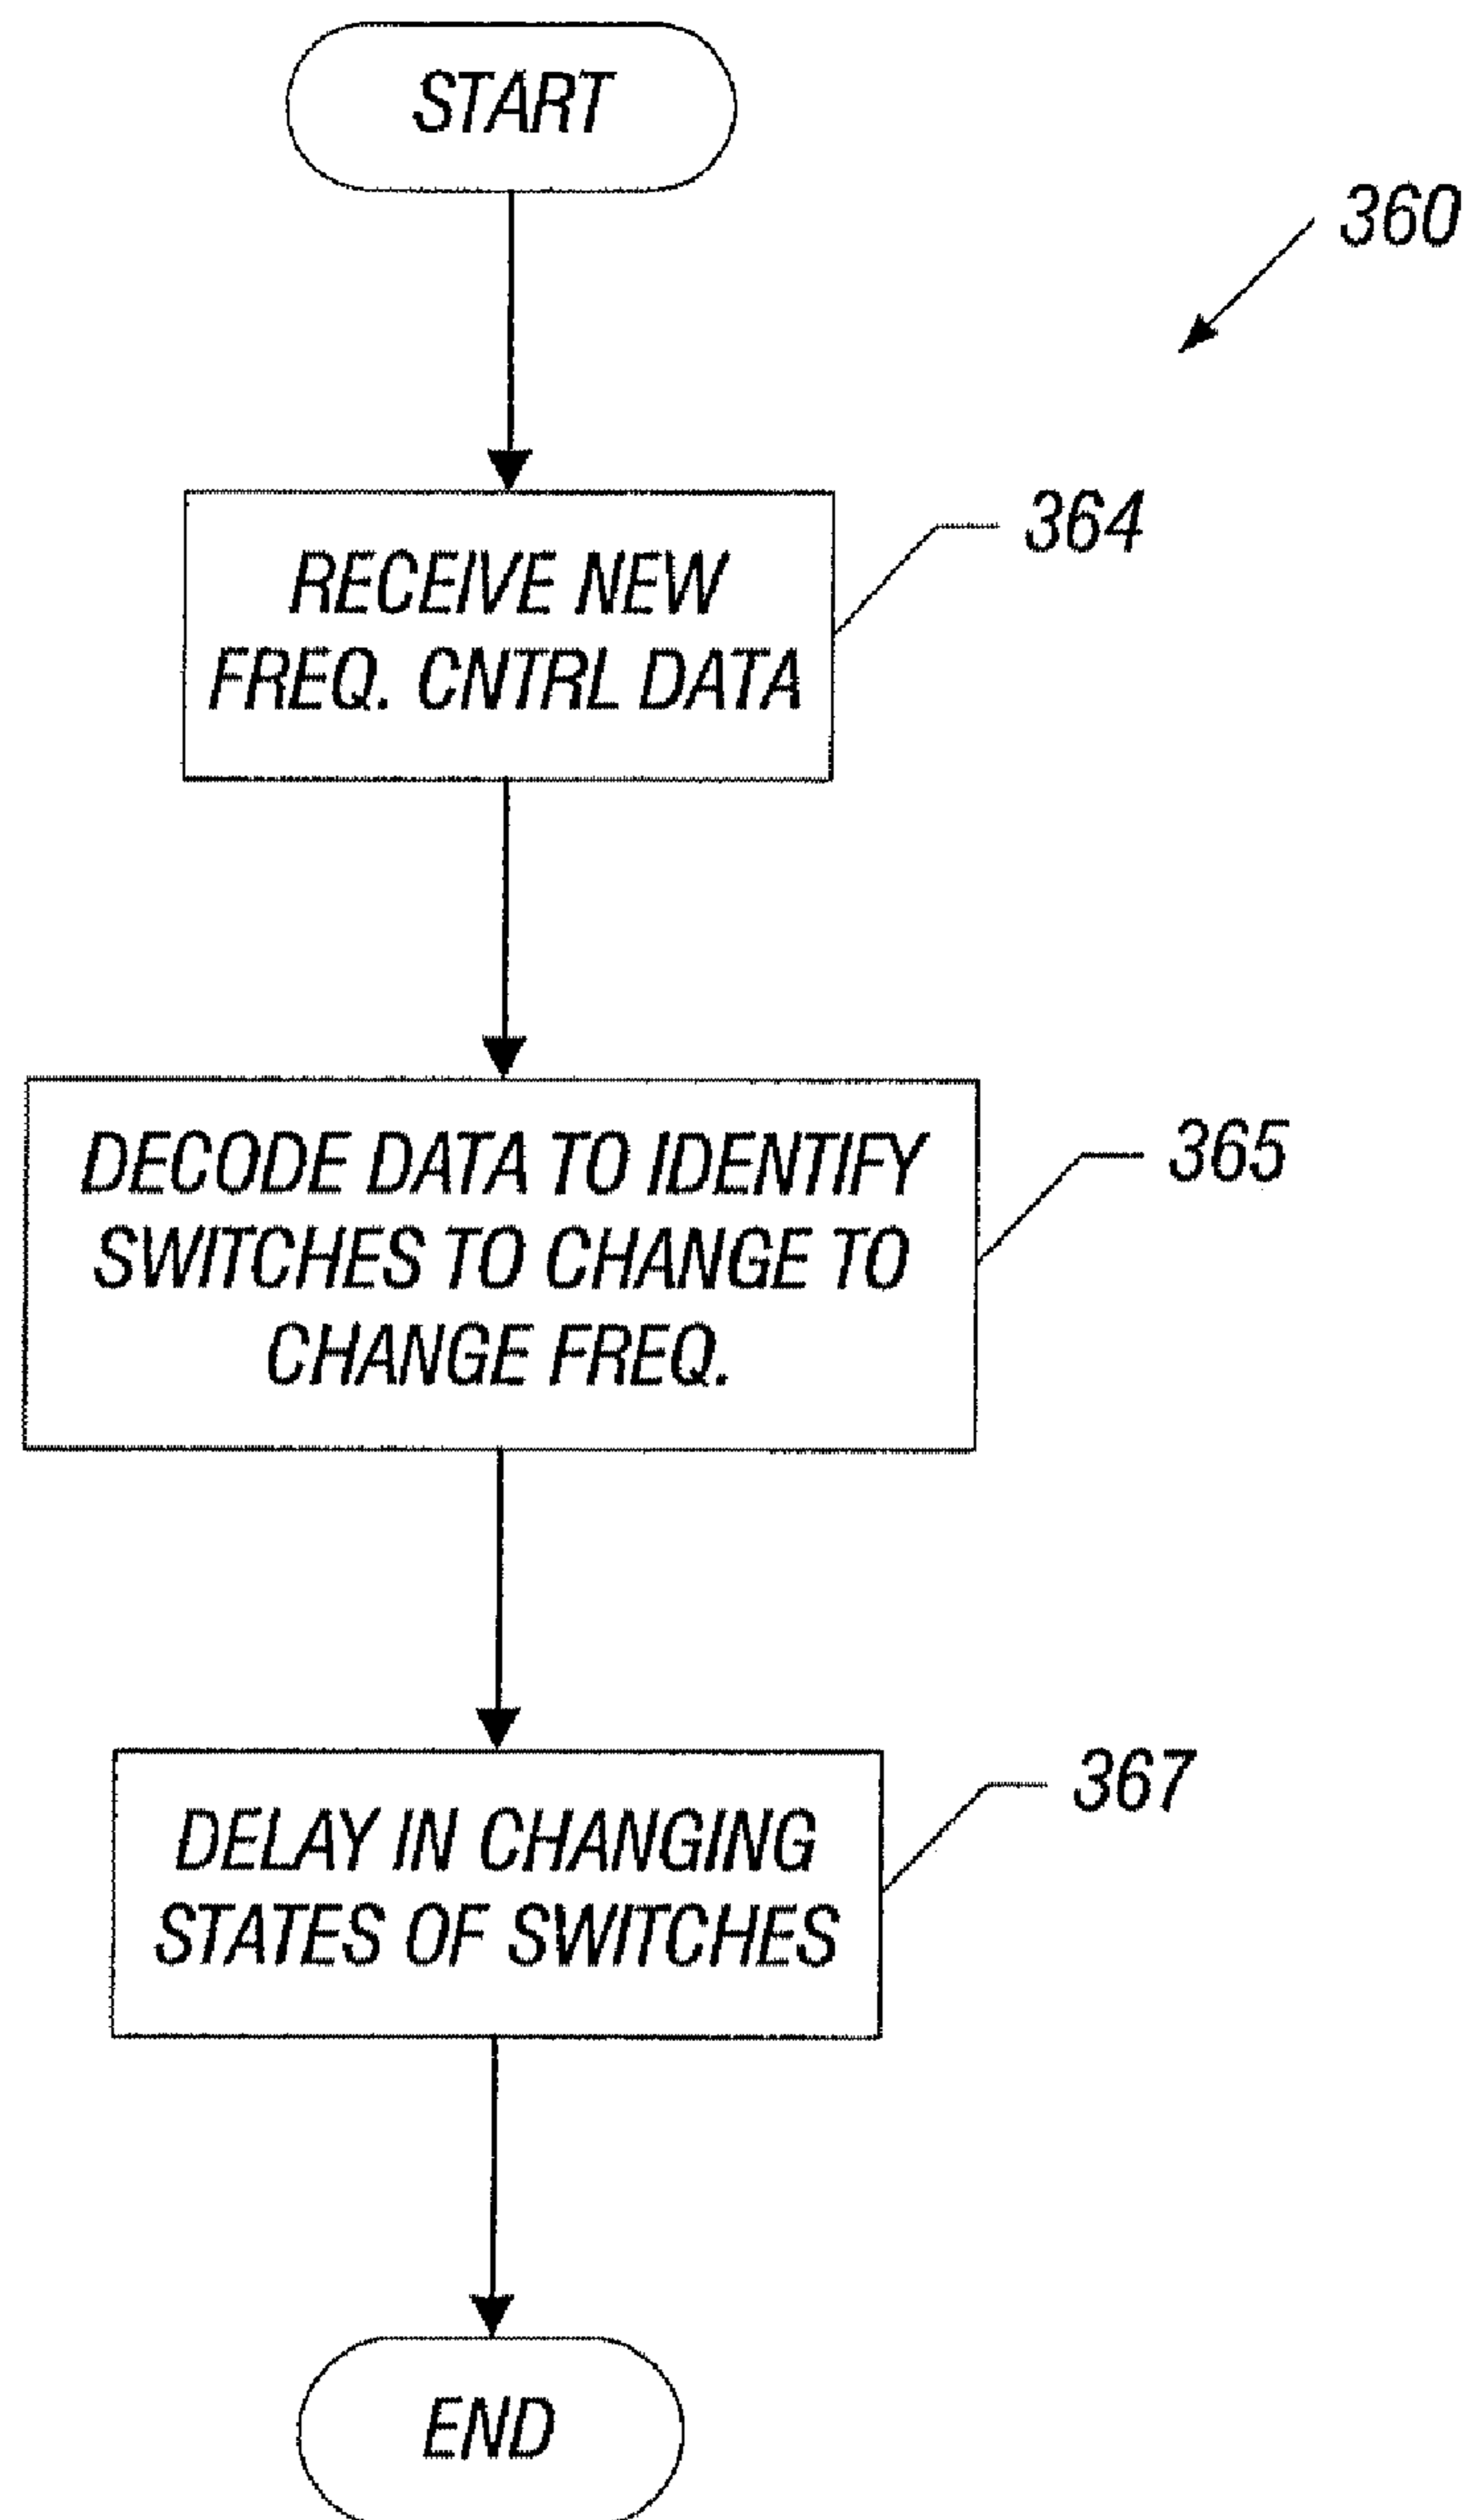 START
360
RECEIVE NEW
FREQ. CNTRL DATA
364
DECODE DATA TO IDENTIFY
SWITCHES TO CHANGE TO
CHANGE FREQ.
365
DELAY IN CHANGING
STATES OF SWITCHES
367
END